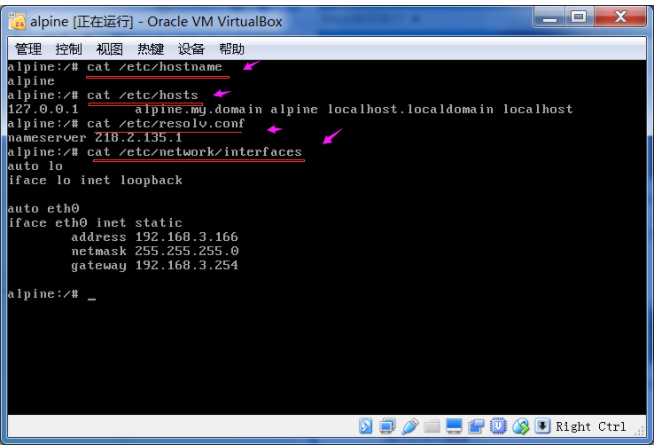 alpine [正在运行] - Oracle VM VirtualBox
管理 控制 视图 热键 设备 帮助
alpine:/# cat /etc/hostname
alpine
alpine:/# cat /etc/hosts
127.0.0.1 alpine.my.domain alpine localhost.localdomain localhost
alpine:/# cat /etc/resolv.conf
nameserver 218.2.135.1
alpine:/# cat /etc/network/interfaces
auto lo
iface lo inet loopback
auto eth0
iface eth0 inet static
address 192.168.3.166
netmask 255.255.255.0
gateway 192.168.3.254
alpine:/# _
Right Ctrl